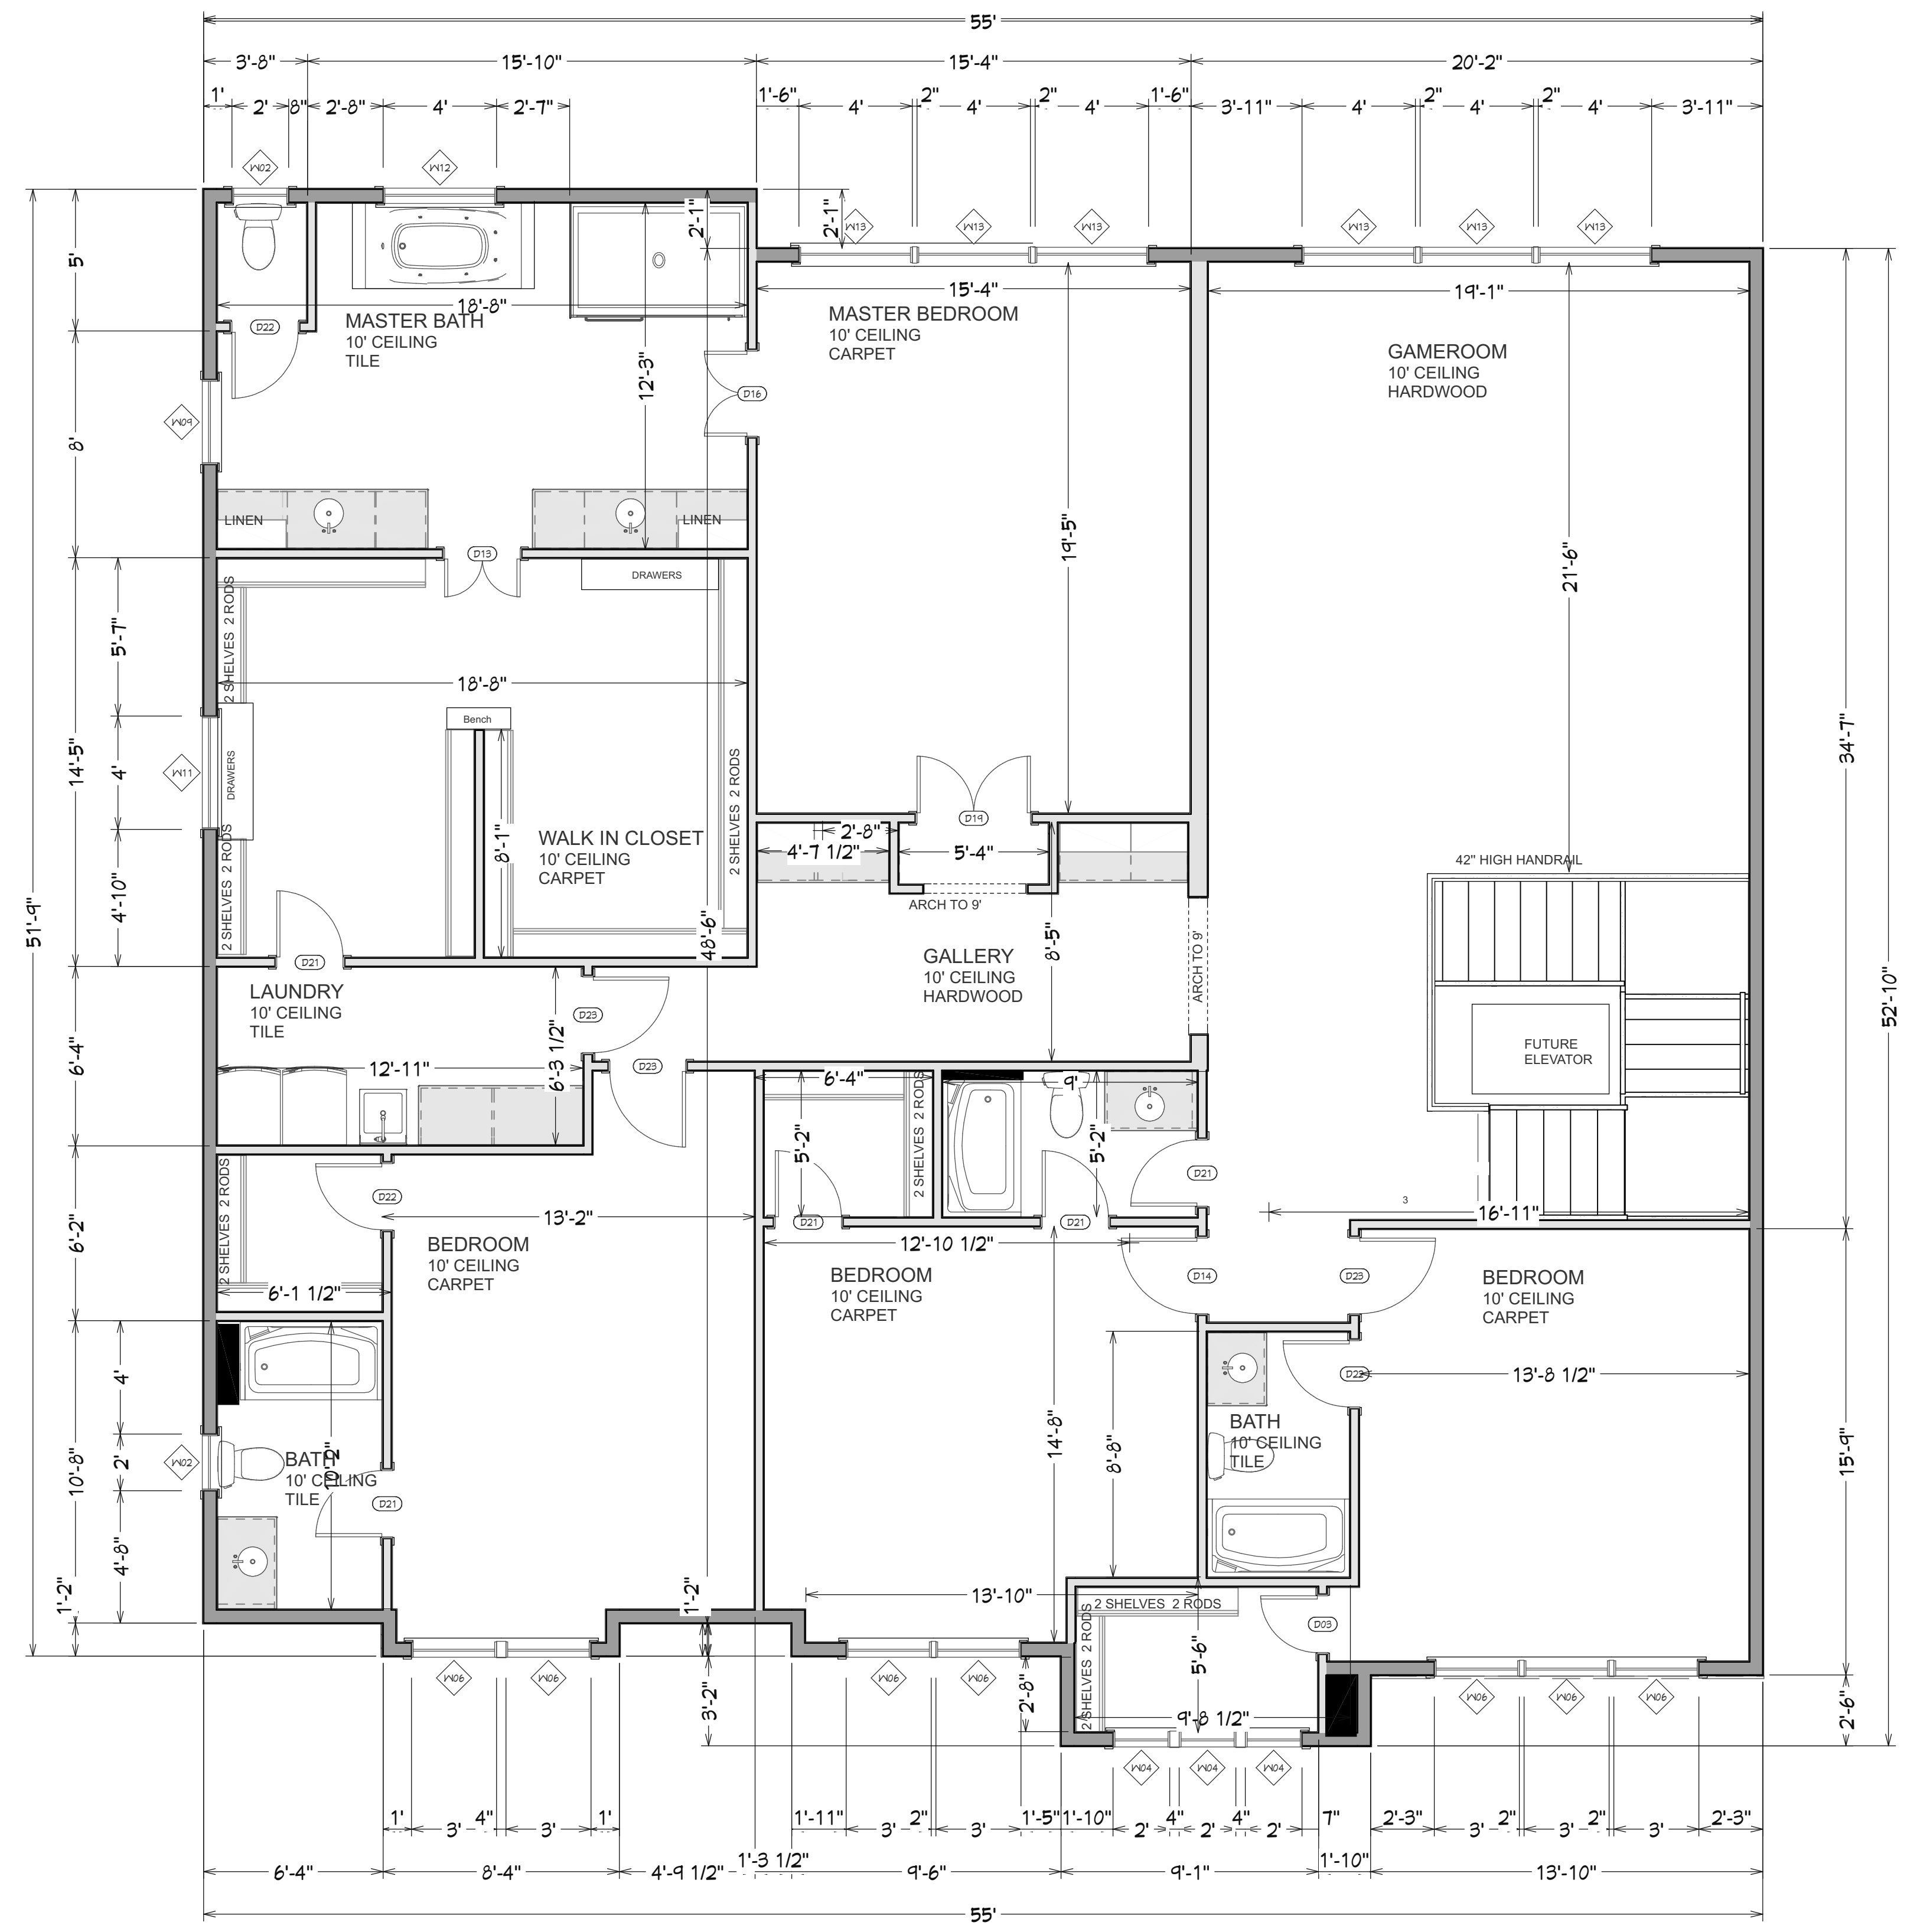 55'
3'-8" 15'-10" 15'-4" 20'-2"
1' 2' 8" 2'-8" 4' 2'-7" 1'-6" 4' 2" 4' 2" 4' 1'-6" 3'-11" 4' 2" 4' 2" 4' 3'-11"
W02 W12
W13 W13 W13 W13 W13 W13
2'-1" 2'-1"
5'
18'-8"
15'-4"
19'-1"
MASTER BATH
10' CEILING
TILE
D22
MASTER BEDROOM
10' CEILING
CARPET
GAMEROOM
10' CEILING
HARDWOOD
12'-3"
D16
W09
8'
LINEN
LINEN
D13
19'-5"
21'-6"
DRAWERS
2 SHELVES 2 RODS
5'-7"
18'-8"
Bench
14'-5"
4'
W11
DRAWERS
2 SHELVES 2 RODS
34'-7"
8'-1"
WALK IN CLOSET
10' CEILING
CARPET
D19
2'-8"
4'-7 1/2"
5'-4"
42" HIGH HANDRAIL
2 SHELVES 2 RODS
4'-10"
ARCH TO 9'
51'-9"
48'-6"
8'-5"
GALLERY
10' CEILING
HARDWOOD
ARCH TO 9'
52'-10"
D21
LAUNDRY
10' CEILING
TILE
D23
FUTURE
ELEVATOR
6'-4"
12'-11"
6'-3 1/2"
D23
6'-4"
9'
5'-2"
2 SHELVES 2 RODS
5'-2"
D21
2 SHELVES 2 RODS
D22
3
6'-2"
13'-2"
D21
D21
16'-11"
12'-10 1/2"
BEDROOM
10' CEILING
CARPET
BEDROOM
10' CEILING
CARPET
D14
D23
BEDROOM
10' CEILING
CARPET
6'-1 1/2"
4'
D22
13'-8 1/2"
10'-8"
2'
W02
BATH
10' CEILING
TILE
10'-2"
D21
14'-8"
8'-8"
BATH
10' CEILING
TILE
15'-9"
4'-8"
1'-2"
1'-2"
13'-10"
2 SHELVES 2 RODS
2 SHELVES 2 RODS
D03
5'-6"
W06 W06
W06 W06
W06 W06 W06
3'-2"
2'-8"
9'-8 1/2"
2'-6"
W04 W04 W04
1' 3' 4" 3' 1' 1'-11" 3' 2" 3' 1'-5" 1'-10" 2' 4" 2' 4" 2' 7" 2'-3" 3' 2" 3' 2" 3' 2'-3"
6'-4" 8'-4" 4'-9 1/2" 1'-3 1/2" 9'-6" 9'-1" 1'-10" 13'-10"
55'